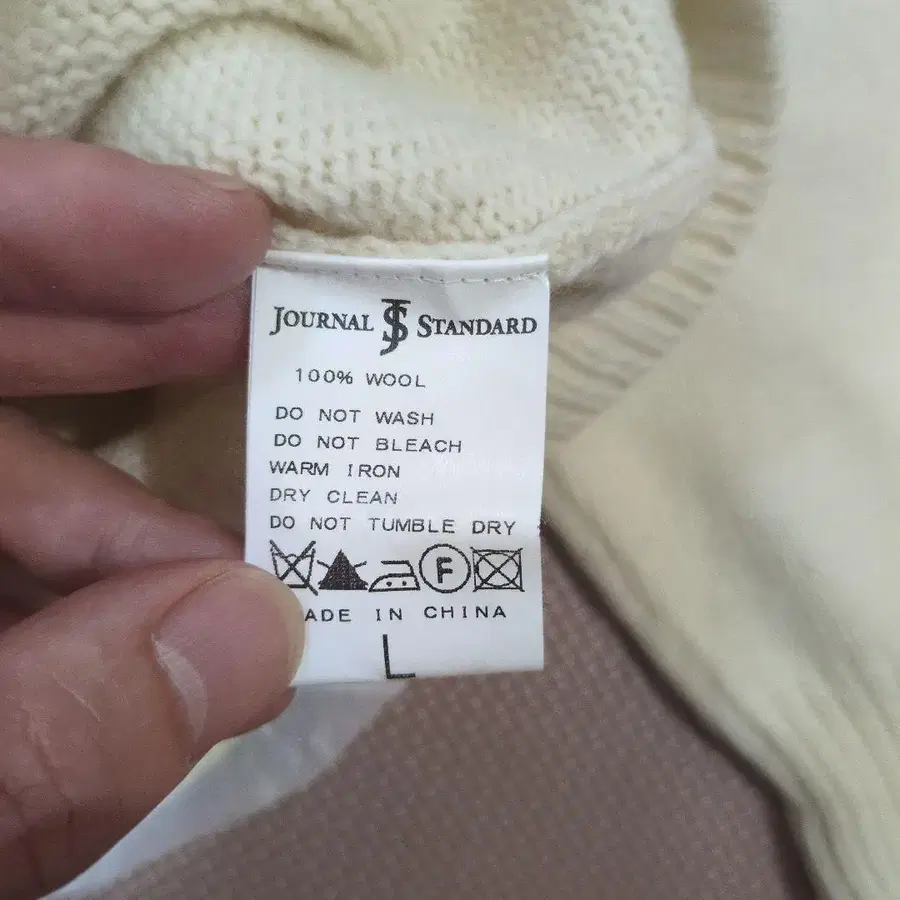 JOURNAL JS STANDARD
100% WOOL
DO NOT WASH
DO NOT BLEACH
WARM IRON
DRY CLEAN
DO NOT TUMBLE DRY
F
ADE IN CHINA
L